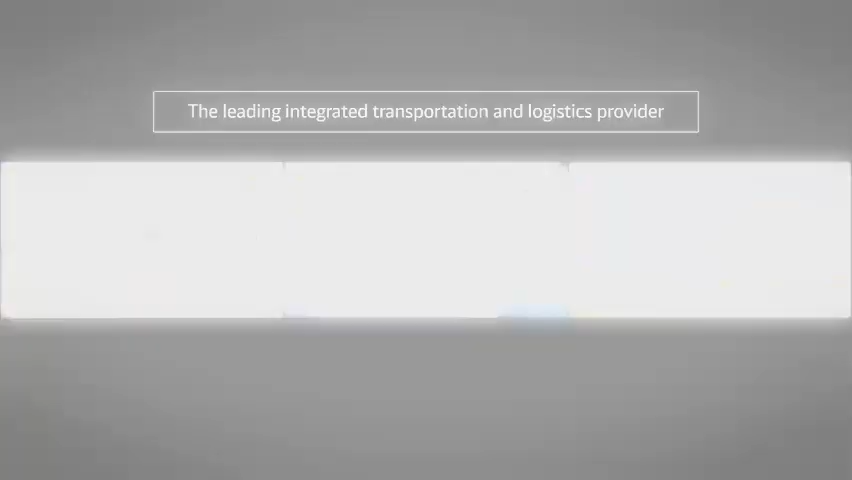 The leading integrated transportation and logistics provider